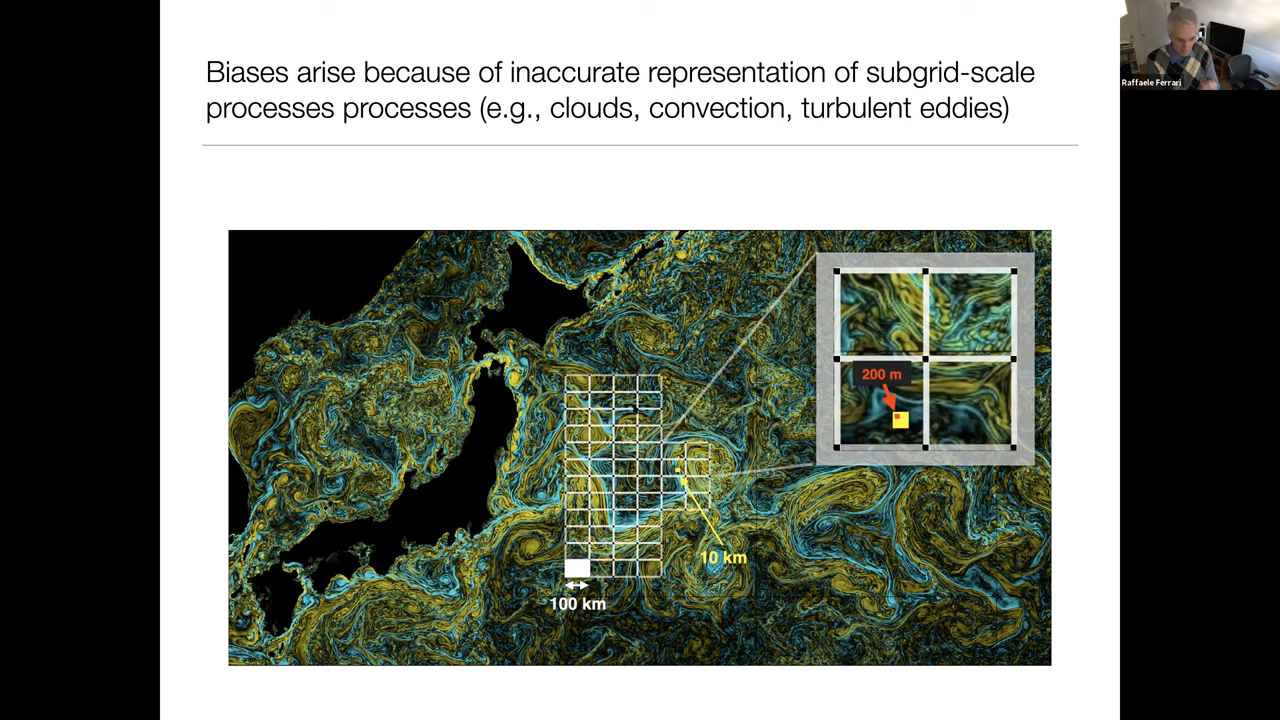 Biases arise because of inaccurate representation of subgrid-scale
processes processes (e.g., clouds, convection, turbulent eddies)
Raffaele Ferrari
200 m
10 km
100 km